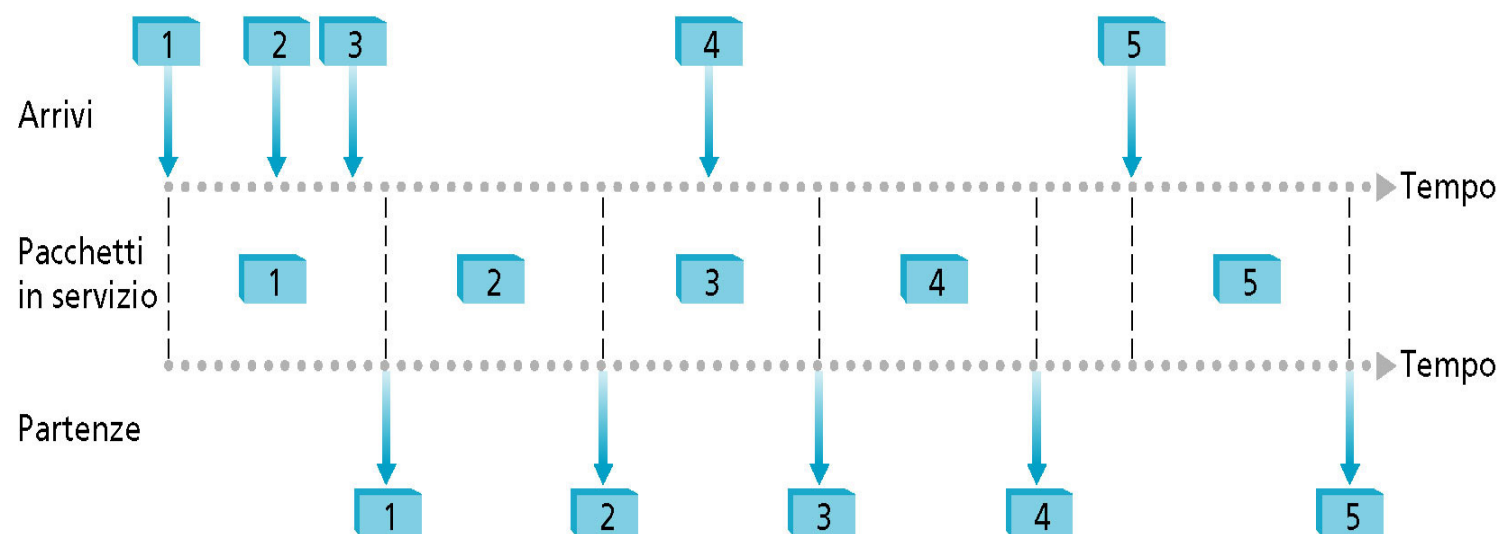 1 2 3 4 5
Arrivi
Tempo
Pacchetti
in servizio
1 2 3 4 5
Tempo
Partenze
1 2 3 4 5